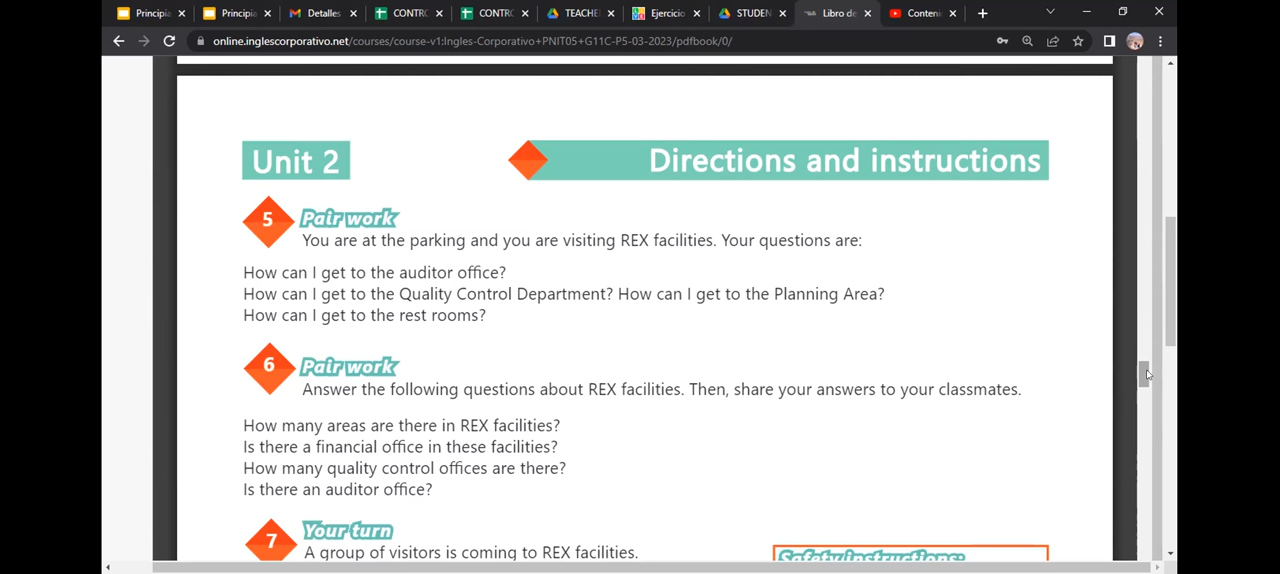 Principia
Principia
Detalles
CONTRO
CONTRO
TEACHE
Ejercicio
STUDEN
Libro de
Conteni
online.inglescorporativo.net/courses/course-v1:Ingles-Corporativo+PNIT05+G11C-P5-03-2023/pdfbook/0/
Unit 2
Directions and instructions
5 Pair work
You are at the parking and you are visiting REX facilities. Your questions are:
How can I get to the auditor office?
How can I get to the Quality Control Department? How can I get to the Planning Area?
How can I get to the rest rooms?
6 Pair work
Answer the following questions about REX facilities. Then, share your answers to your classmates.
How many areas are there in REX facilities?
Is there a financial office in these facilities?
How many quality control offices are there?
Is there an auditor office?
7 Your turn
A group of visitors is coming to REX facilities.
Safety instructions: